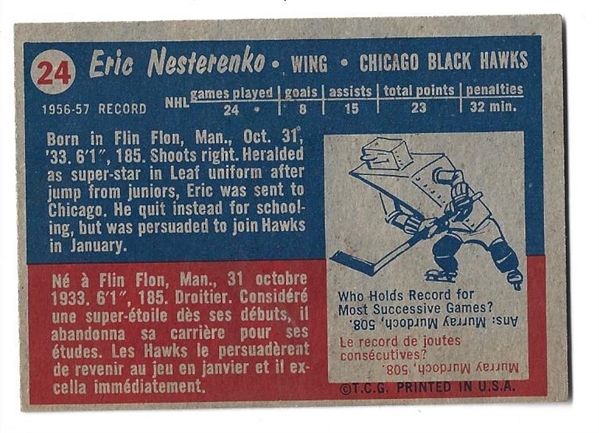 24 Eric Nesterenko • WING • CHICAGO BLACK HAWKS
1956-57 RECORD
games played goals assists total points penalties
NHL 24 8 15 23 32 min.
Born in Flin Flon, Man., Oct. 31,
'33. 6'1", 185. Shoots right. Heralded
as super-star in Leaf uniform after
jump from juniors, Eric was sent to
Chicago. He quit instead for school-
ing, but was persuaded to join Hawks
in January.
Né à Flin Flon, Man., 31 octobre
1933. 6'1", 185. Droitier. Considéré
une super-étoile dès ses débuts, il
abandonna sa carrière pour ses
études. Les Hawks le persuadèrent
de revenir au jeu en janvier et il ex-
cella immédiatement.
Who Holds Record for
Most Successive Games?
Ans: Murray Murdoch, 508.
Le record de joutes
consécutives?
Murray Murdoch, 508.
©T.C.G. PRINTED IN U.S.A.